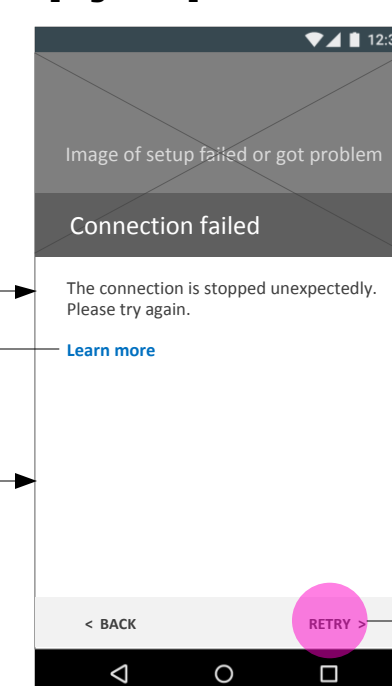 12:3
Image of setup failed or got problem
Connection failed
The connection is stopped unexpectedly.
Please try again.
Learn more
< BACK
RETRY >